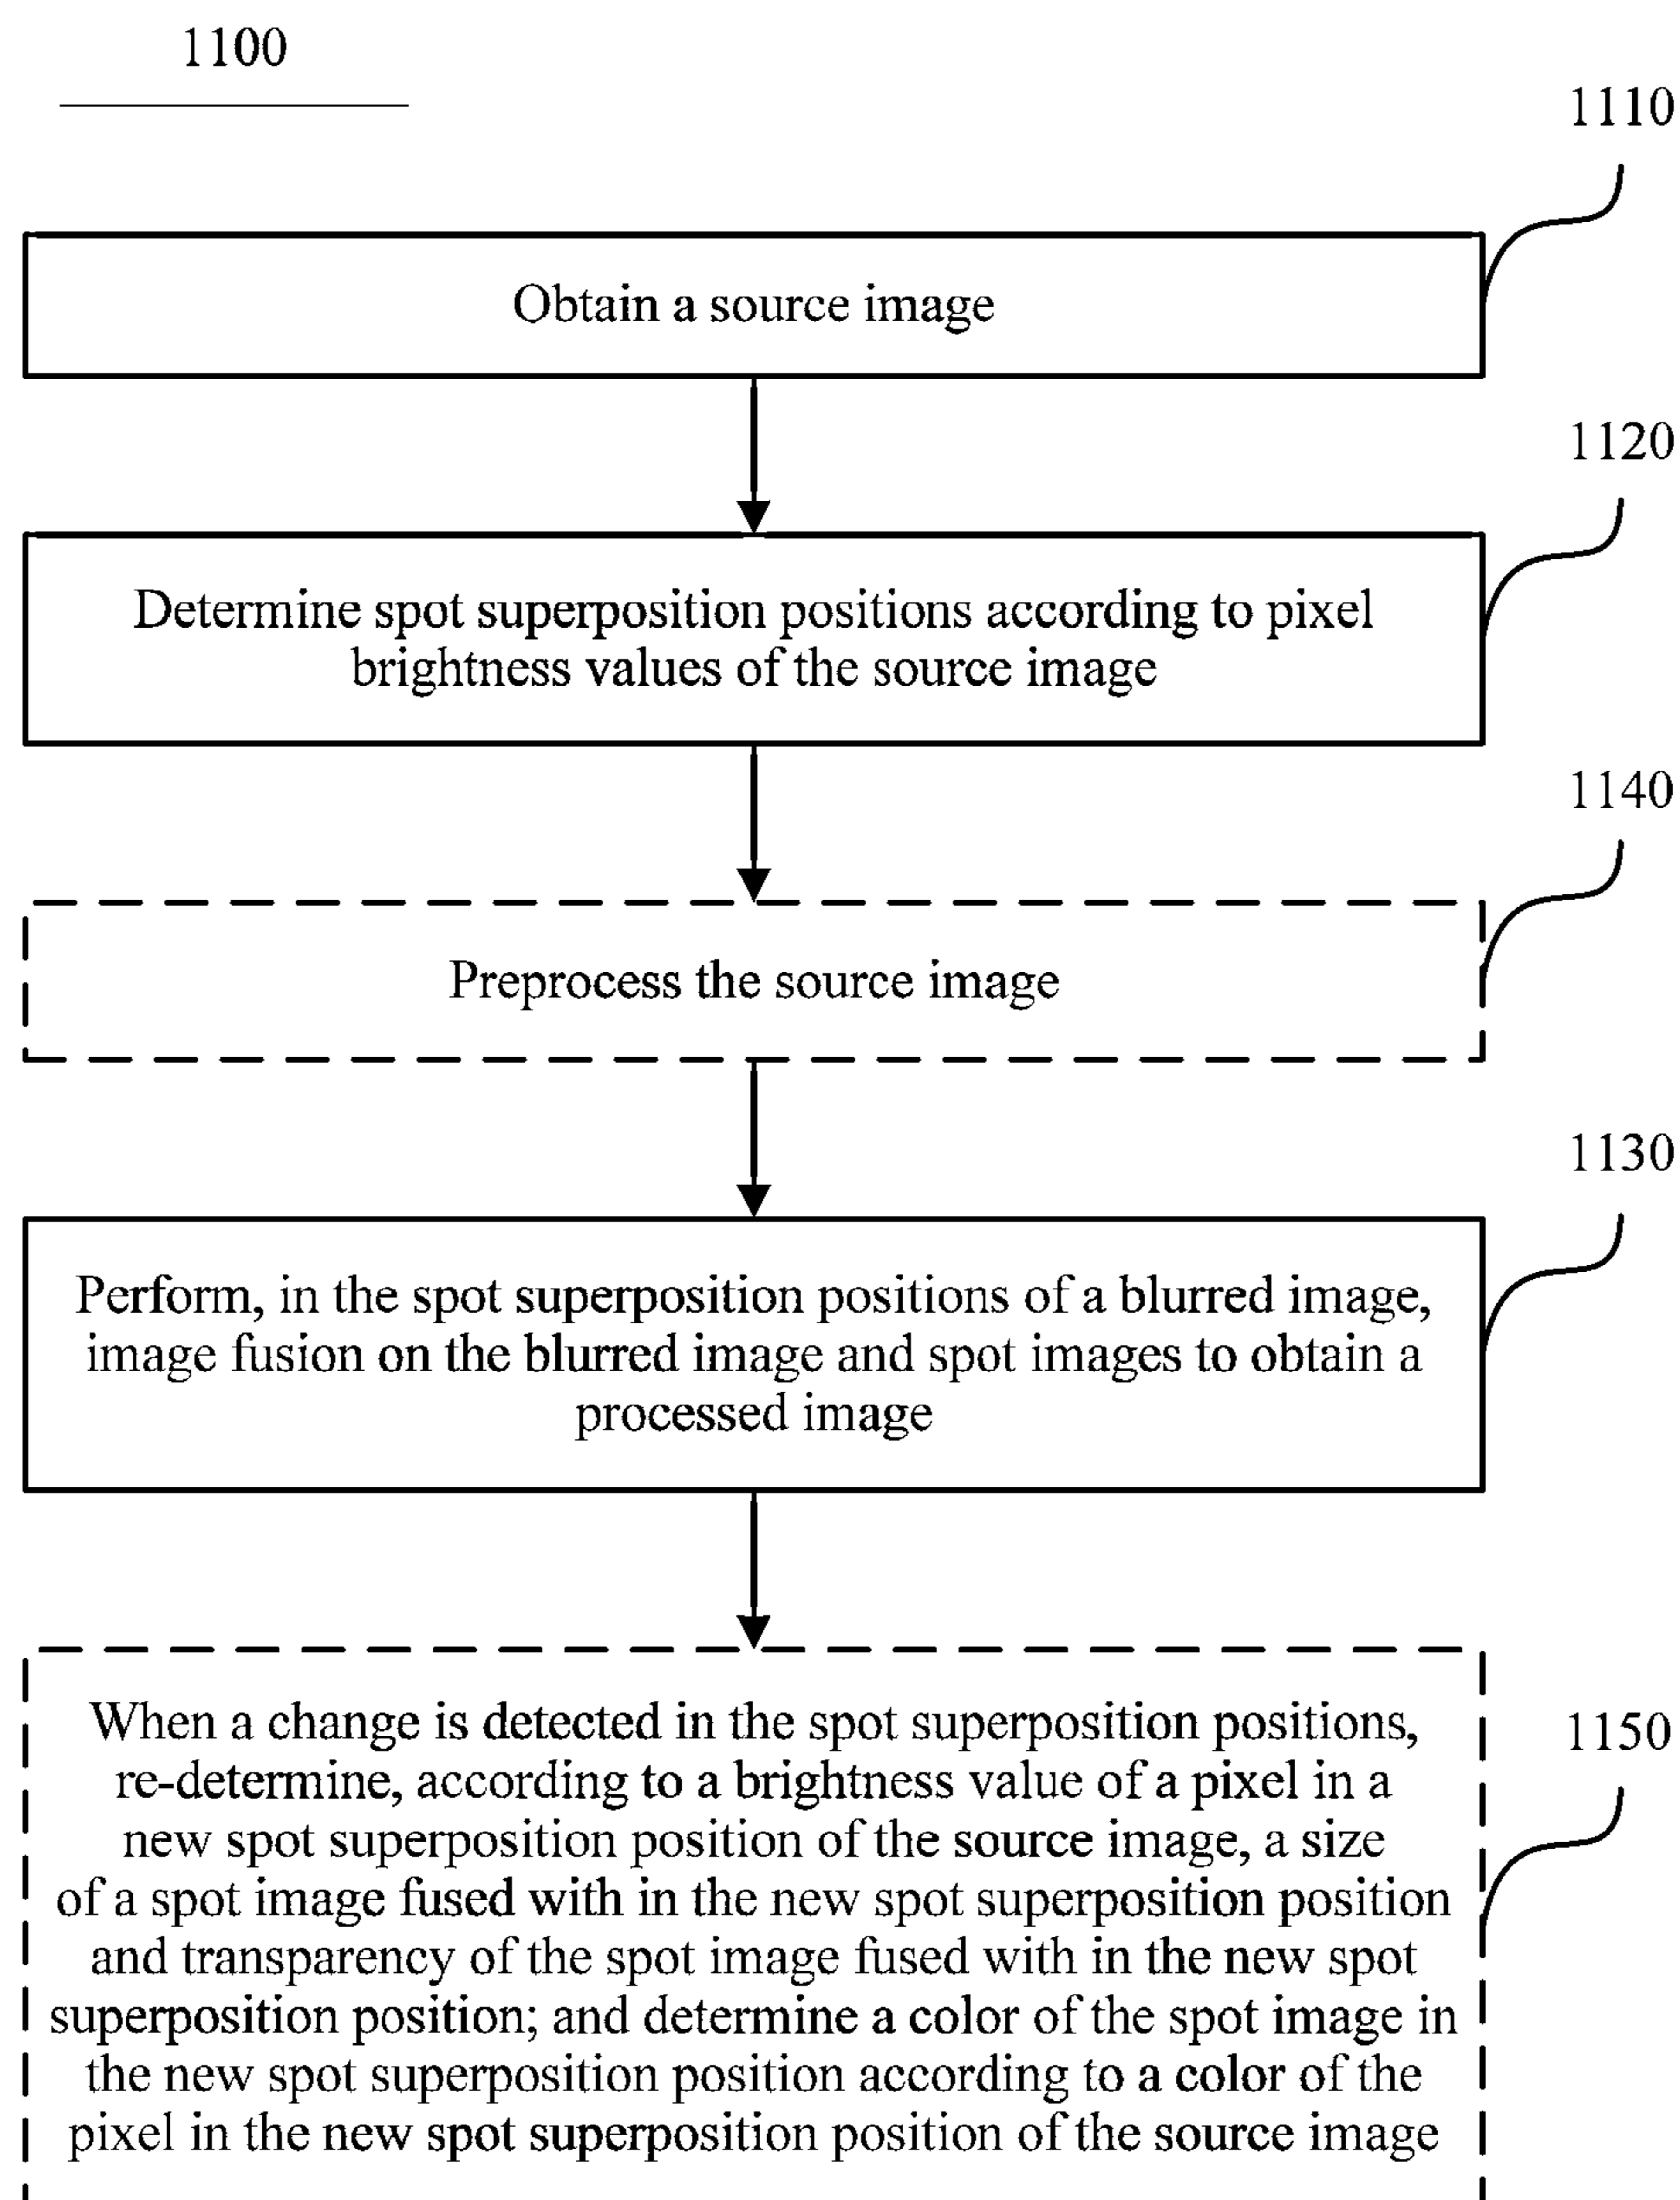 1100
1110
Obtain a source image
1120
Determine spot superposition positions according to pixel
brightness values of the source image
1140
Preprocess the source image
1130
Perform, in the spot superposition positions of a blurred image,
image fusion on the blurred image and spot images to obtain a
processed image
1150
When a change is detected in the spot superposition positions,
re-determine, according to a brightness value of a pixel in a
new spot superposition position of the source image, a size
of a spot image fused with in the new spot superposition position
and transparency of the spot image fused with in the new spot
superposition position; and determine a color of the spot image in
the new spot superposition position according to a color of the
pixel in the new spot superposition position of the source image